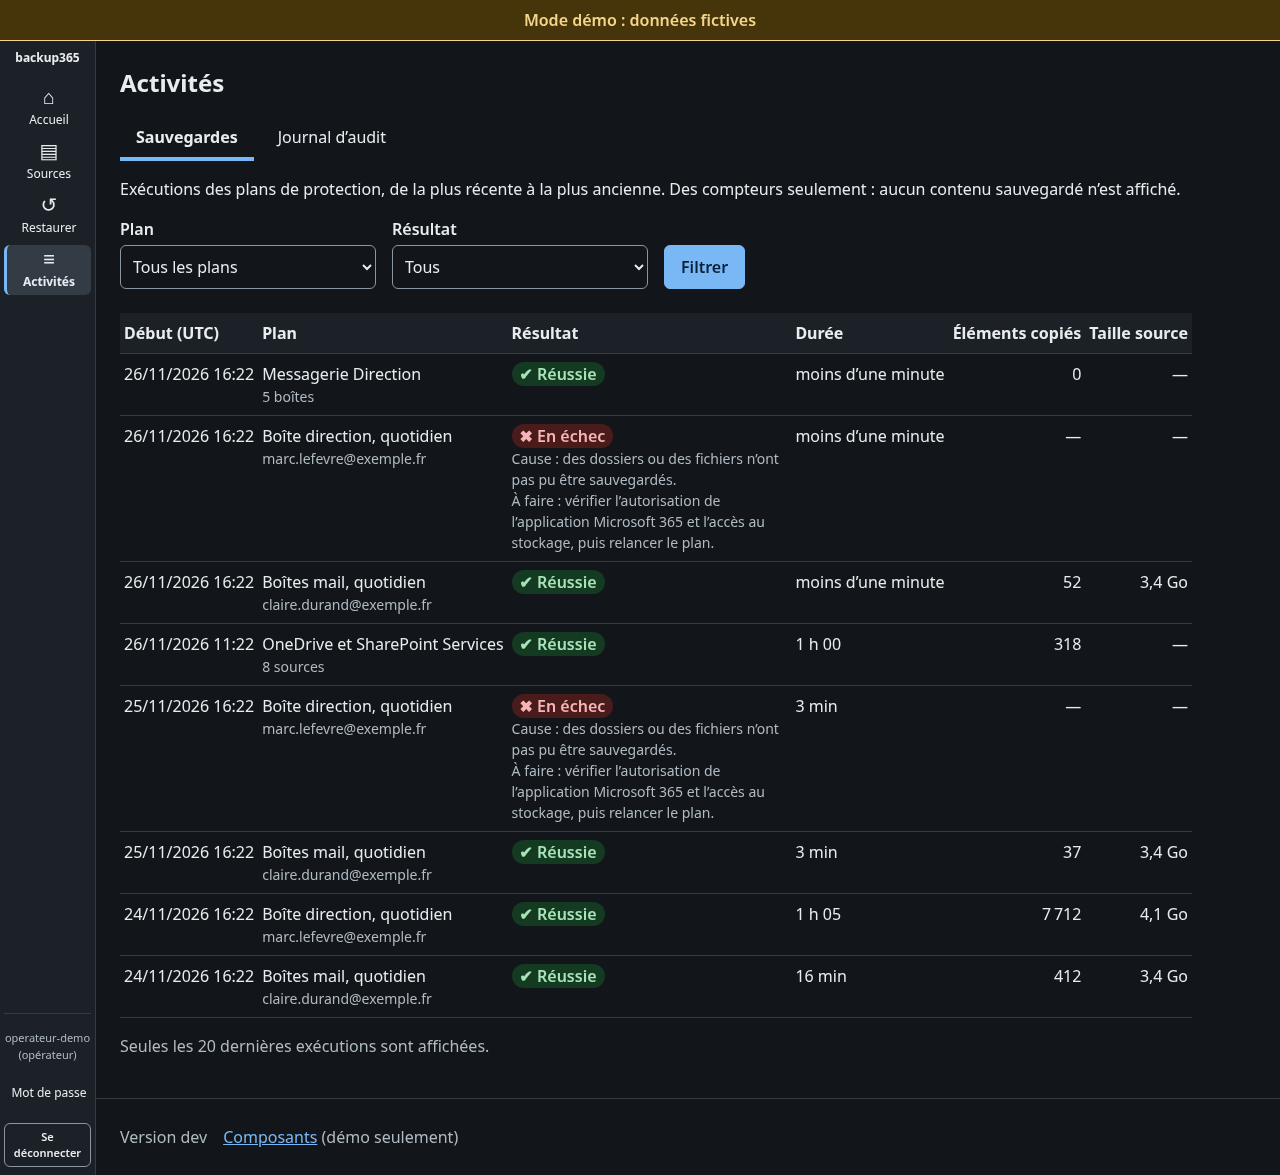 Mode démo : données fictives
backup365
Accueil
Sources
Restaurer
Activités
operateur-demo
(opérateur)
Mot de passe
Se
déconnecter
Activités
Sauvegardes Journal d’audit
Exécutions des plans de protection, de la plus récente à la plus ancienne. Des compteurs seulement : aucun contenu sauvegardé n’est affiché.
Plan Résultat
Tous les plans Tous Filtrer
Début (UTC) Plan Résultat Durée Éléments copiés Taille source
26/11/2026 16:22 Messagerie Direction ✔ Réussie moins d’une minute 0 —
5 boîtes
26/11/2026 16:22 Boîte direction, quotidien ✖ En échec moins d’une minute — —
marc.lefevre@exemple.fr Cause : des dossiers ou des fichiers n’ont
pas pu être sauvegardés.
À faire : vérifier l’autorisation de
l’application Microsoft 365 et l’accès au
stockage, puis relancer le plan.
26/11/2026 16:22 Boîtes mail, quotidien ✔ Réussie moins d’une minute 52 3,4 Go
claire.durand@exemple.fr
26/11/2026 11:22 OneDrive et SharePoint Services ✔ Réussie 1 h 00 318 —
8 sources
25/11/2026 16:22 Boîte direction, quotidien ✖ En échec 3 min — —
marc.lefevre@exemple.fr Cause : des dossiers ou des fichiers n’ont
pas pu être sauvegardés.
À faire : vérifier l’autorisation de
l’application Microsoft 365 et l’accès au
stockage, puis relancer le plan.
25/11/2026 16:22 Boîtes mail, quotidien ✔ Réussie 3 min 37 3,4 Go
claire.durand@exemple.fr
24/11/2026 16:22 Boîte direction, quotidien ✔ Réussie 1 h 05 7 712 4,1 Go
marc.lefevre@exemple.fr
24/11/2026 16:22 Boîtes mail, quotidien ✔ Réussie 16 min 412 3,4 Go
claire.durand@exemple.fr
Seules les 20 dernières exécutions sont affichées.
Version dev Composants (démo seulement)